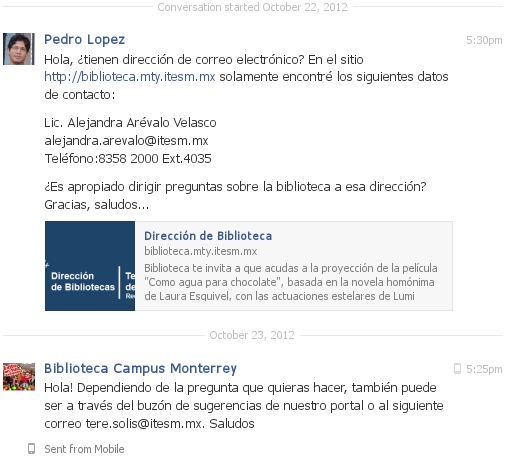 Conversation started October 22, 2012
Pedro Lopez
5:30pm
Hola, ¿tienen dirección de correo electrónico? En el sitio
http://biblioteca.mty.itesm.mx solamente encontré los siguientes datos
de contacto:
Lic. Alejandra Arévalo Velasco
alejandra.arevalo@itesm.mx
Teléfono:8358 2000 Ext.4035
¿Es apropiado dirigir preguntas sobre la biblioteca a esa dirección?
Gracias, saludos...
Dirección
de Bibliotecas
Te
de
Re
Dirección de Biblioteca
biblioteca.mty.itesm.mx
Biblioteca te invita a que acudas a la proyección de la película
"Como agua para chocolate", basada en la novela homónima
de Laura Esquivel, con las actuaciones estelares de Lumi
October 23, 2012
Biblioteca Campus Monterrey
5:25pm
Hola! Dependiendo de la pregunta que quieras hacer, también puede
ser a través del buzón de sugerencias de nuestro portal o al siguiente
correo tere.solis@itesm.mx. Saludos
Sent from Mobile